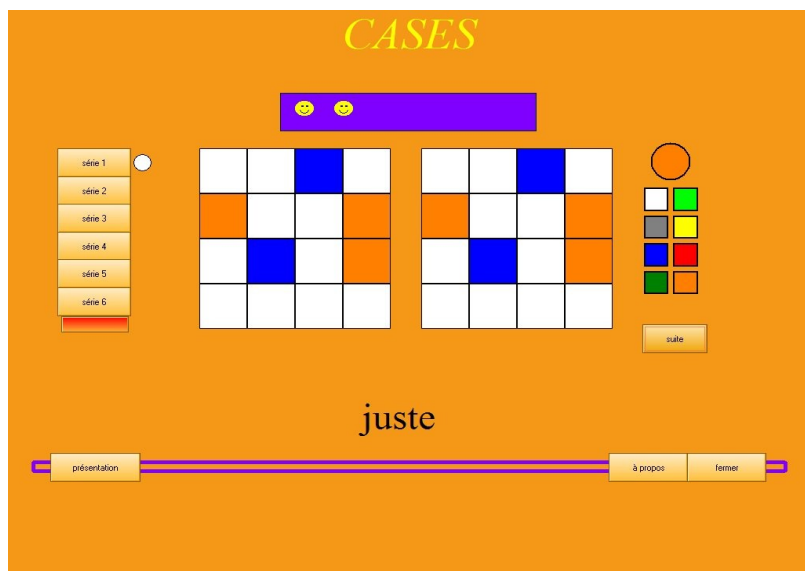 CASES
série 1
série 2
série 3
série 4
série 5
série 6
suite
juste
présentation
à propos
fermer